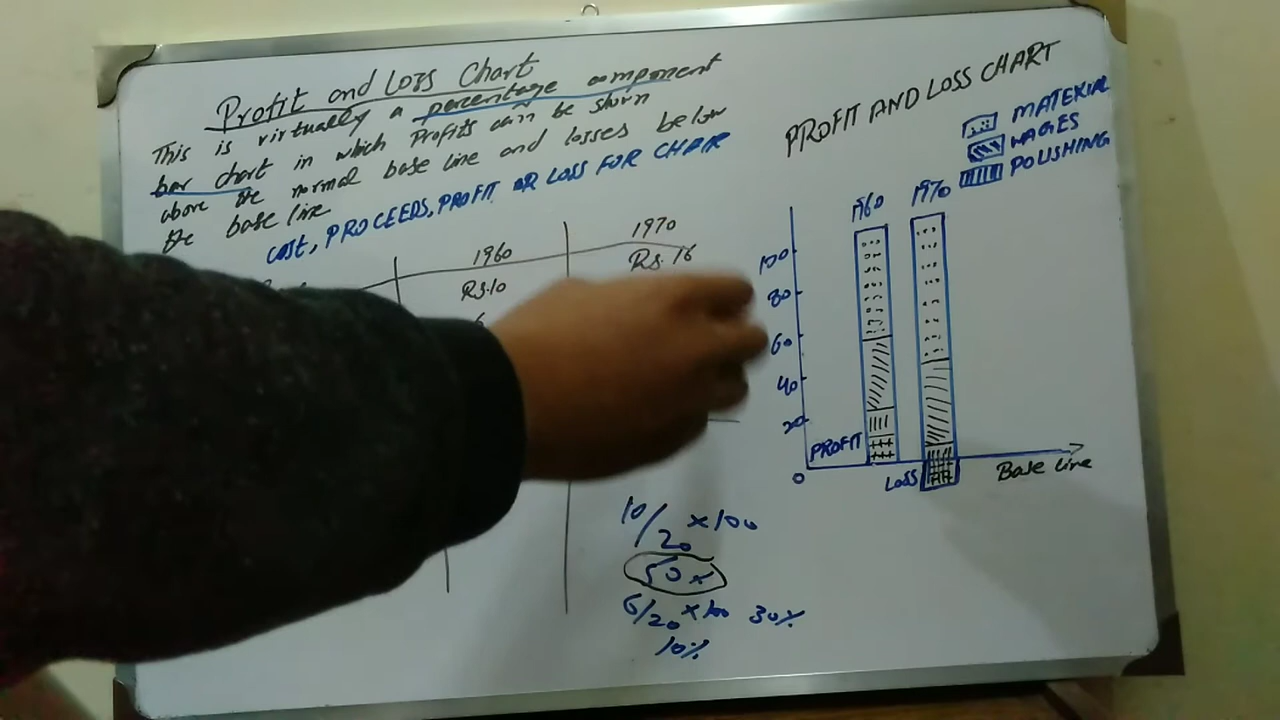 Profit and Loss Chart
This is virtually a percentage component
bar chart in which Profits can be shown
above the normal base line and losses below
the base line
COST, PROCEEDS, PROFIT OR LOSS FOR CHAIR
1960 1970
Rs.10 Rs.16
6
10/20 x100
50%
6/20 x100 30%
10%
PROFIT AND LOSS CHART
MATERIAL
WAGES
POLISHING
1960 1970
100
80
60
40
20
0
PROFIT
LOSS
Base line